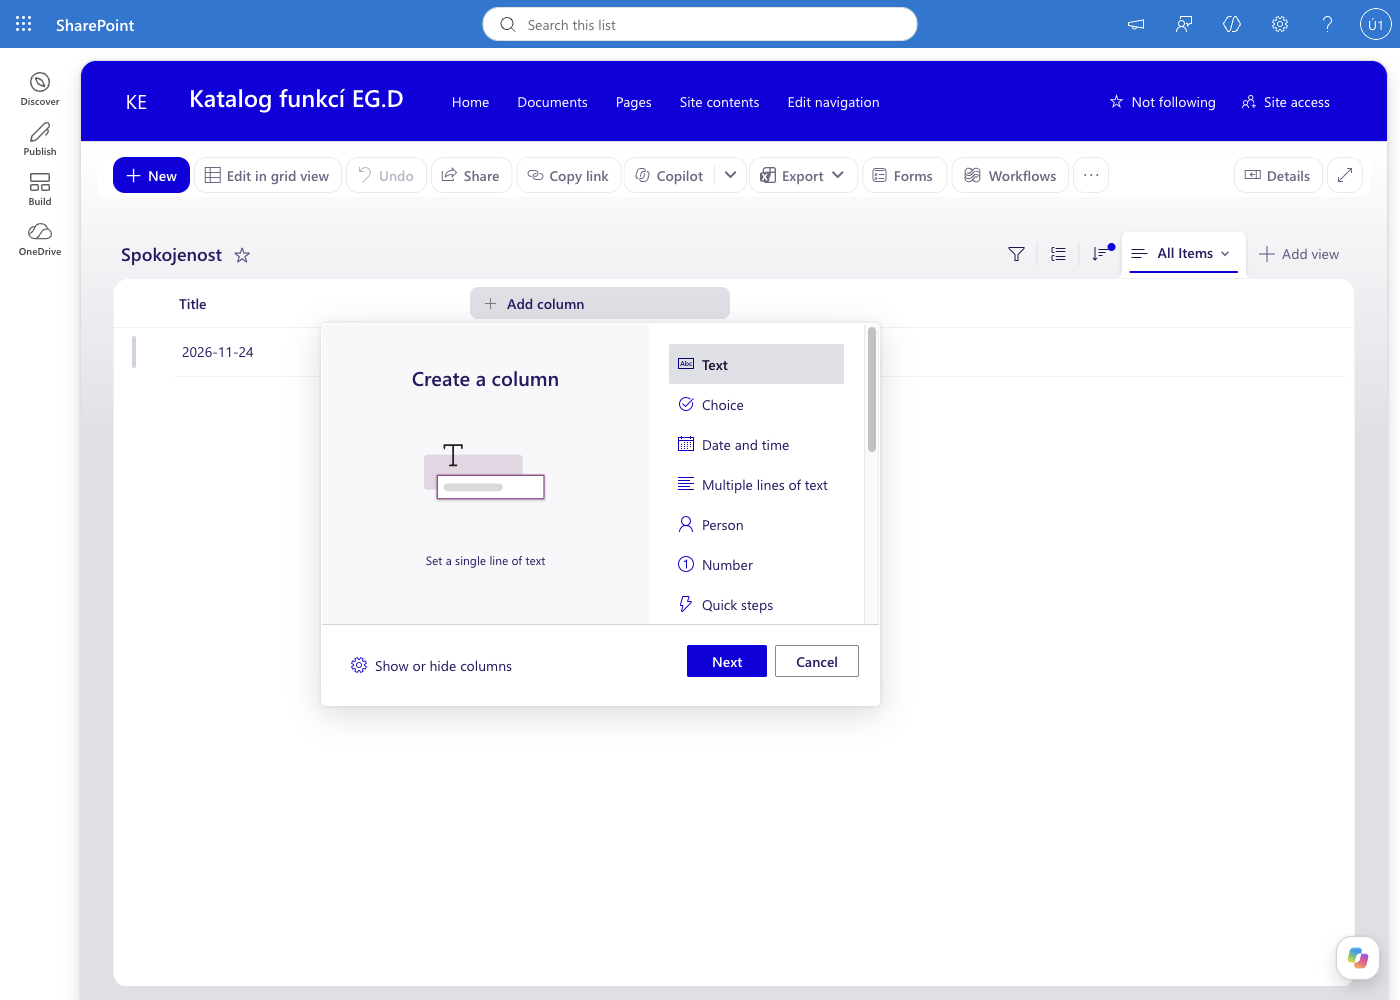 SharePoint
Search this list
Ú1
Discover
Publish
Build
OneDrive
KE
Katalog funkcí EG.D
Home
Documents
Pages
Site contents
Edit navigation
Not following
Site access
New
Edit in grid view
Undo
Share
Copy link
Copilot
Export
Forms
Workflows
Details
Spokojenost
All Items
Add view
Title
Add column
2026-11-24
Create a column
Set a single line of text
Abc
Text
Choice
Date and time
Multiple lines of text
Person
Number
Quick steps
Show or hide columns
Next
Cancel